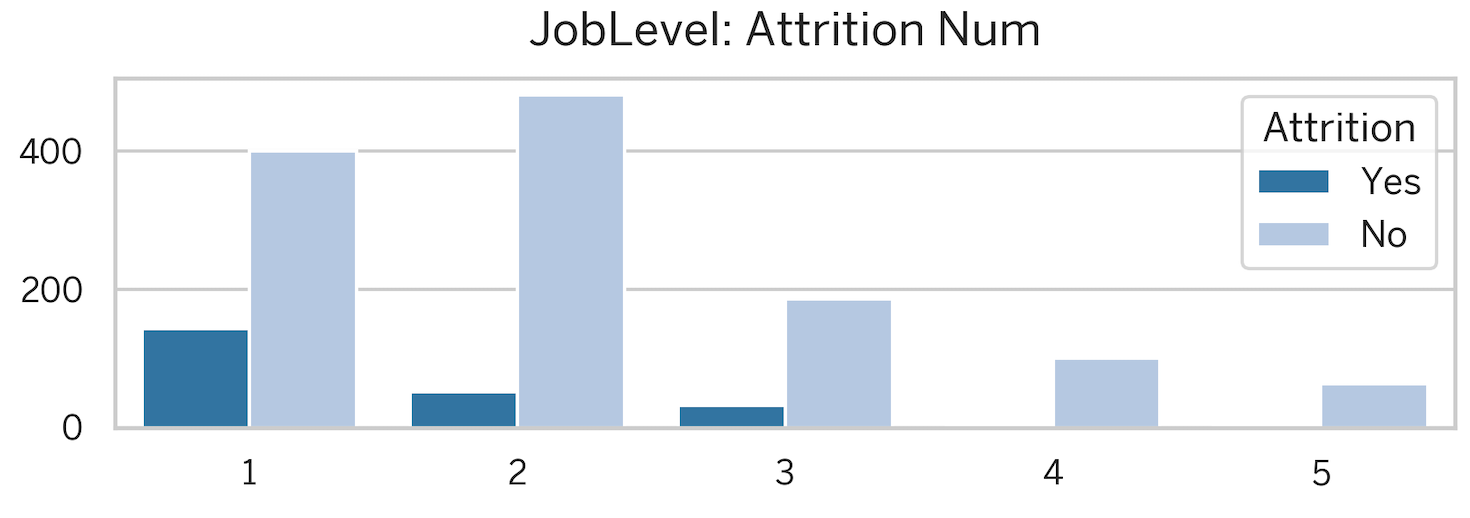 JobLevel: Attrition Num
Attrition
Yes
No
400
200
0
1 2 3 4 5